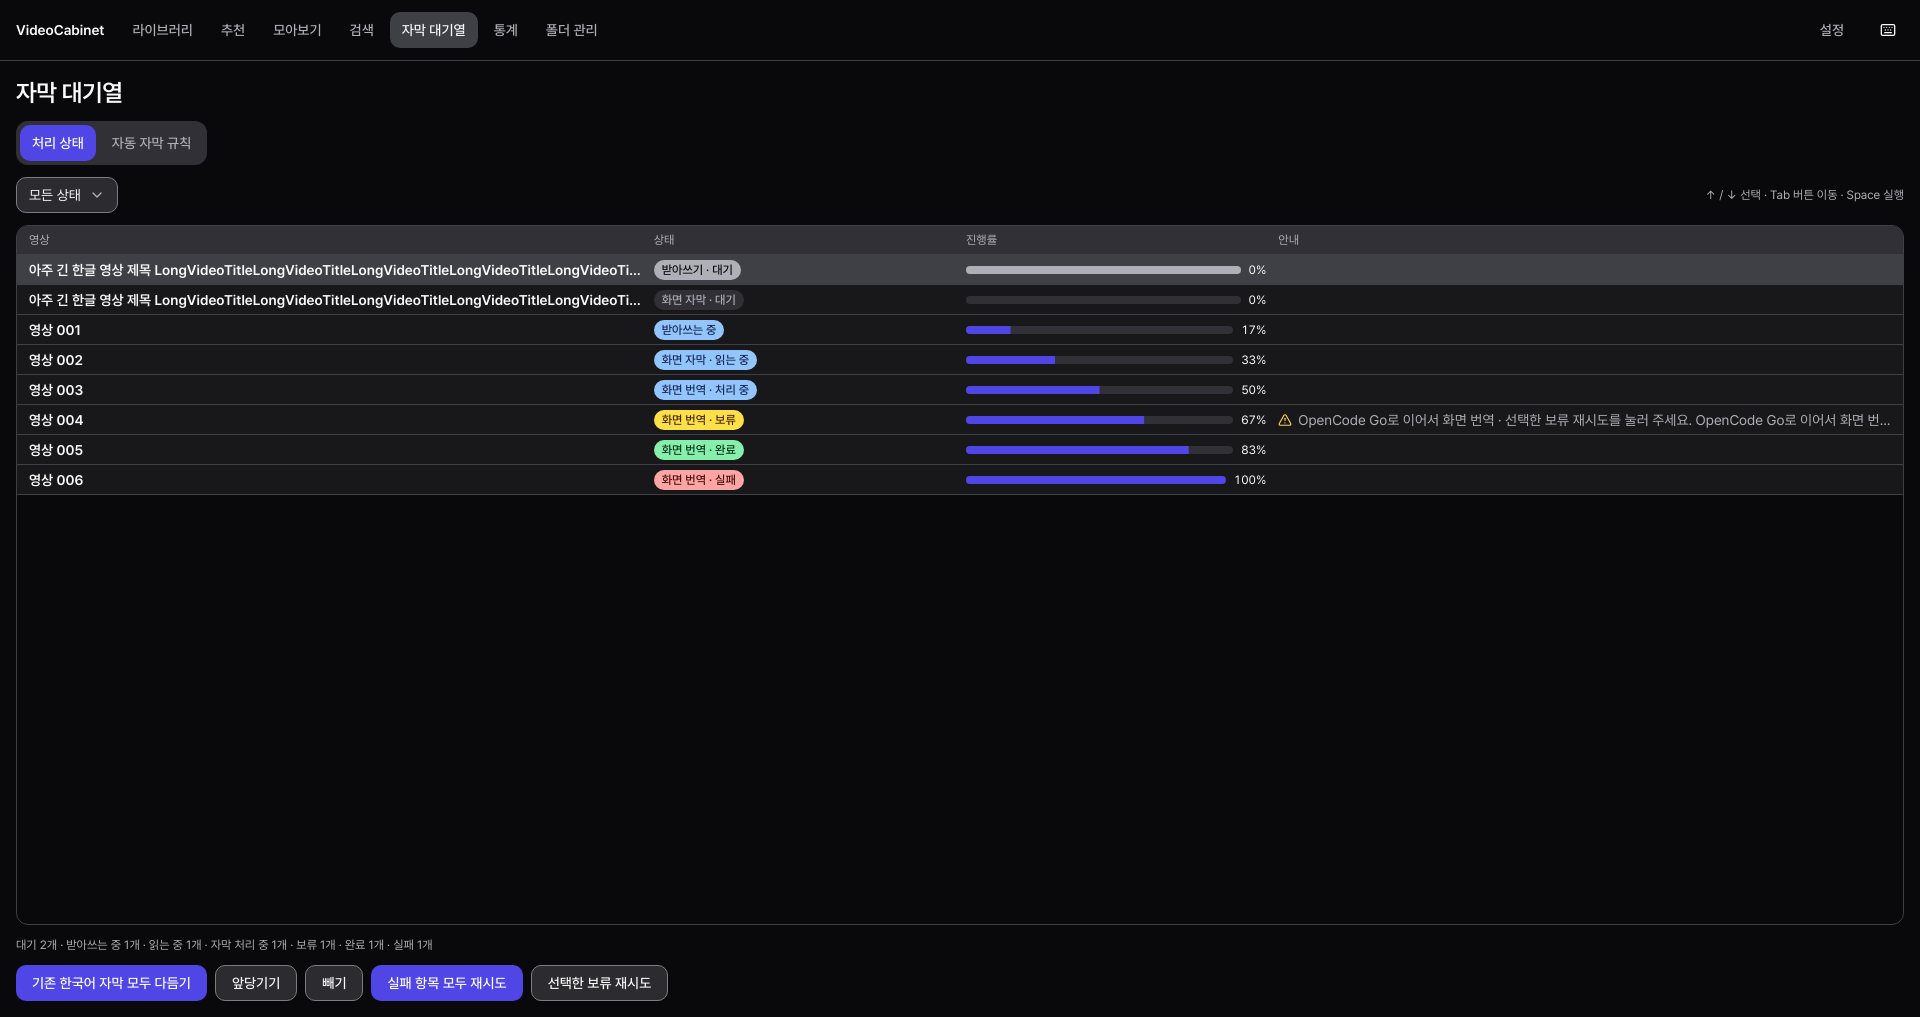 VideoCabinet 라이브러리 추천 모아보기 검색 자막 대기열 통계 폴더 관리 설정
자막 대기열
처리 상태 자동 자막 규칙
모든 상태 ↑ / ↓ 선택 · Tab 버튼 이동 · Space 실행
영상 상태 진행률 안내
아주 긴 한글 영상 제목 LongVideoTitleLongVideoTitleLongVideoTitleLongVideoTitleLongVideoTi... 받아쓰기 · 대기 0%
아주 긴 한글 영상 제목 LongVideoTitleLongVideoTitleLongVideoTitleLongVideoTitleLongVideoTi... 화면 자막 · 대기 0%
영상 001 받아쓰는 중 17%
영상 002 화면 자막 · 읽는 중 33%
영상 003 화면 번역 · 처리 중 50%
영상 004 화면 번역 · 보류 67% OpenCode Go로 이어서 화면 번역 · 선택한 보류 재시도를 눌러 주세요. OpenCode Go로 이어서 화면 번...
영상 005 화면 번역 · 완료 83%
영상 006 화면 번역 · 실패 100%
대기 2개 · 받아쓰는 중 1개 · 읽는 중 1개 · 자막 처리 중 1개 · 보류 1개 · 완료 1개 · 실패 1개
기존 한국어 자막 모두 다듬기 앞당기기 빼기 실패 항목 모두 재시도 선택한 보류 재시도